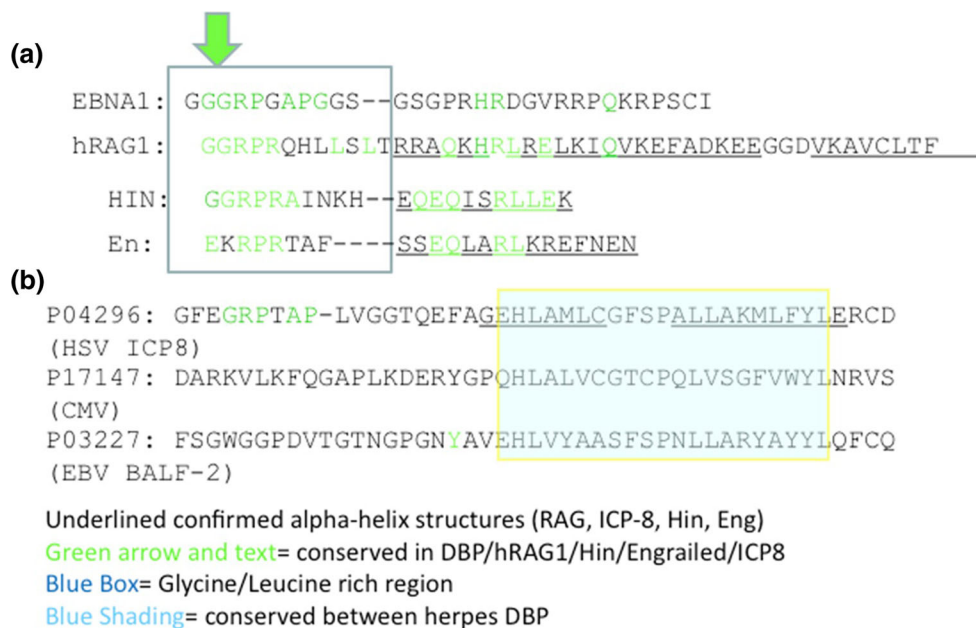 (a)
EBNA1: GGGRPGAPGGS--GSGPRHRDGVRRPQKRPSCI
hRAG1: GGRPRQHLLSLTRRAQKHRLRELKIQVKEFADKEEGGDVKAVCLTF
HIN: GGRPRAINKH--EQEQISRLLEK
En: EKRPRTAF----SSEQLARLKREFNEN
(b)
P04296: GFEGRPTAP-LVGGTQEFAGEHLAMLCGFSPALLAKMLFYLERCD
(HSV ICP8)
P17147: DARKVLKFQGAPLKDERYGPQHLALVCGTCPQLVSGFVWYLNRVS
(CMV)
P03227: FSGWGGPDVTGTNGPGNYAVEHLVYAASFSPNLLARYAYYLQFCQ
(EBV BALF-2)
Underlined confirmed alpha-helix structures (RAG, ICP-8, Hin, Eng)
Green arrow and text= conserved in DBP/hRAG1/Hin/Engrailed/ICP8
Blue Box= Glycine/Leucine rich region
Blue Shading= conserved between herpes DBP